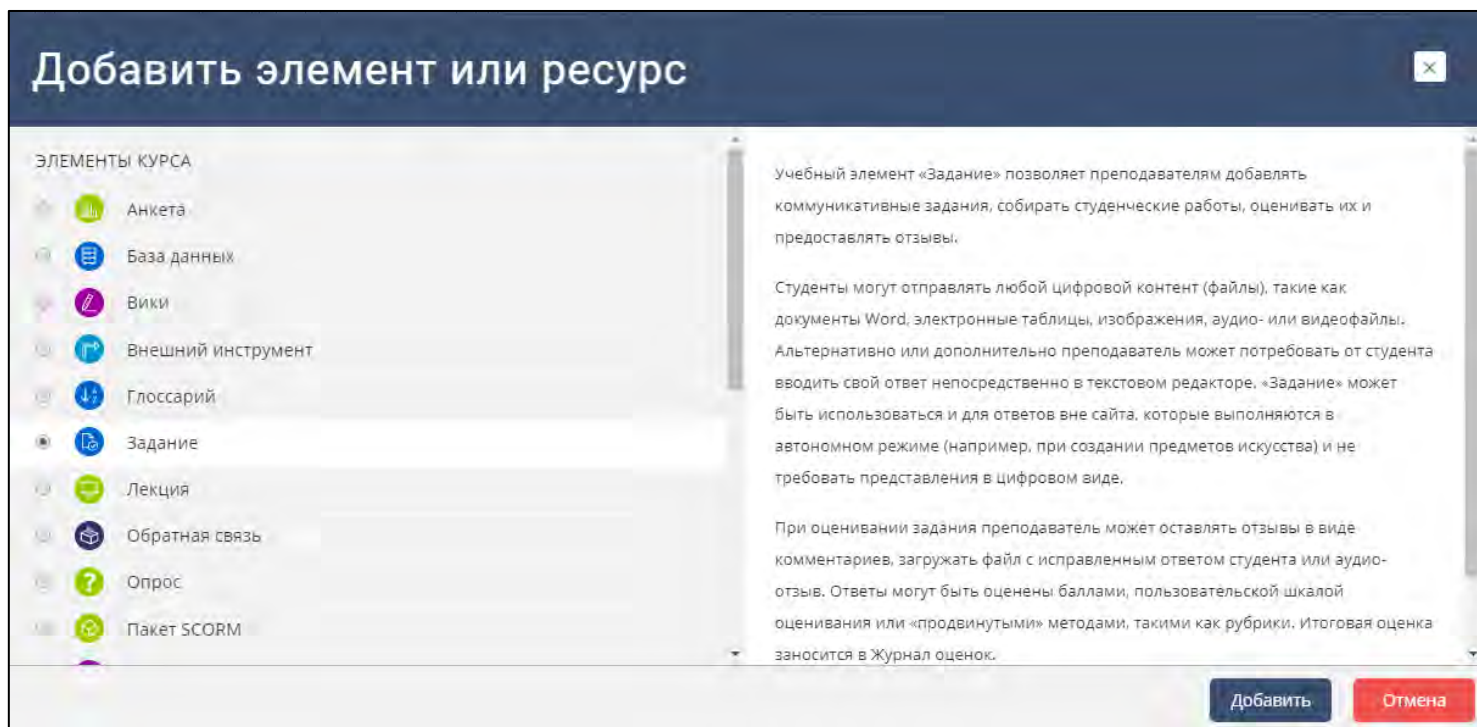 Добавить элемент или ресурс
ЭЛЕМЕНТЫ КУРСА
Анкета
База данных
Вики
Внешний инструмент
Глоссарий
Задание
Лекция
Обратная связь
Опрос
Пакет SCORM
Учебный элемент «Задание» позволяет преподавателям добавлять
коммуникативные задания, собирать студенческие работы, оценивать их и
предоставлять отзывы.
Студенты могут отправлять любой цифровой контент (файлы), такие как
документы Word, электронные таблицы, изображения, аудио- или видеофайлы.
Альтернативно или дополнительно преподаватель может потребовать от студента
вводить свой ответ непосредственно в текстовом редакторе. «Задание» может
быть использоваться и для ответов вне сайта, которые выполняются в
автономном режиме (например, при создании предметов искусства) и не
требовать представления в цифровом виде.
При оценивании задания преподаватель может оставлять отзывы в виде
комментариев, загружать файл с исправленным ответом студента или аудио-
отзыв. Ответы могут быть оценены баллами, пользовательской шкалой
оценивания или «продвинутыми» методами, такими как рубрики. Итоговая оценка
заносится в Журнал оценок.
Добавить
Отмена